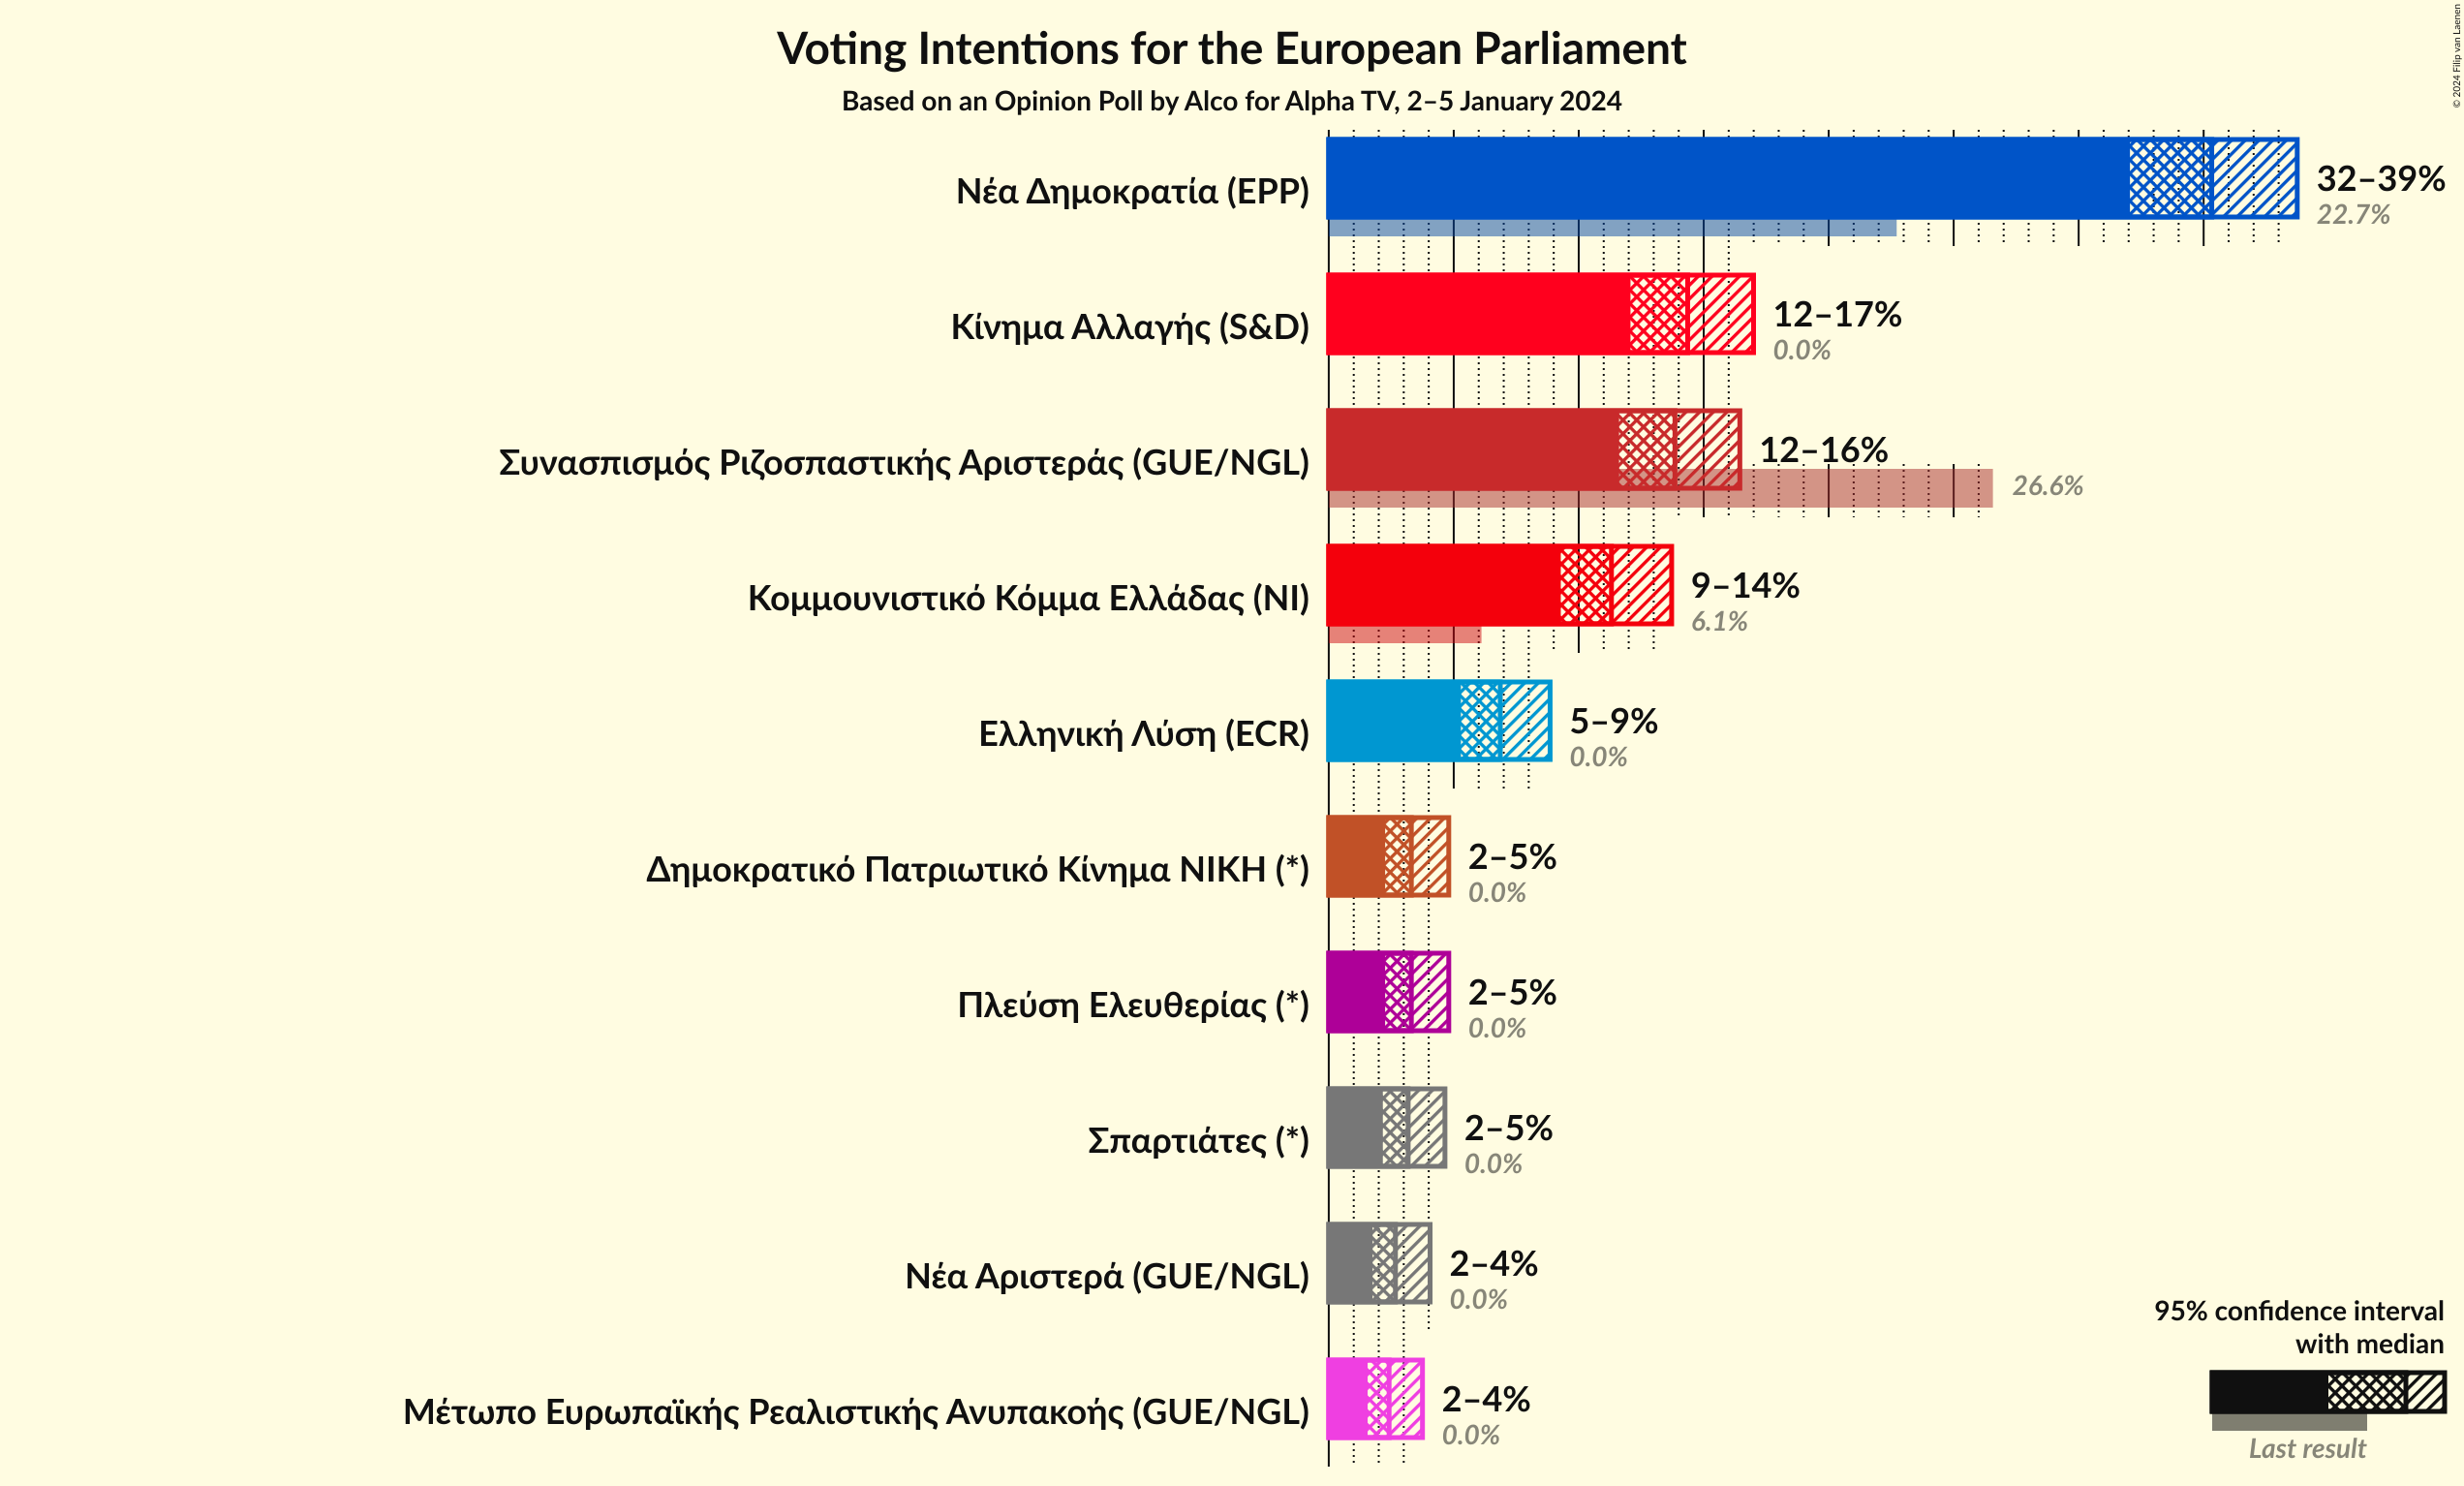 Voting Intentions for the European Parliament
Based on an Opinion Poll by Alco for Alpha TV, 2–5 January 2024
© 2024 Filip van Laenen
Νέα Δημοκρατία (EPP)
32–39%
22.7%
Κίνημα Αλλαγής (S&D)
12–17%
0.0%
Συνασπισμός Ριζοσπαστικής Αριστεράς (GUE/NGL)
12–16%
26.6%
Κομμουνιστικό Κόμμα Ελλάδας (NI)
9–14%
6.1%
Ελληνική Λύση (ECR)
5–9%
0.0%
Δημοκρατικό Πατριωτικό Κίνημα ΝΙΚΗ (*)
2–5%
0.0%
Πλεύση Ελευθερίας (*)
2–5%
0.0%
Σπαρτιάτες (*)
2–5%
0.0%
Νέα Αριστερά (GUE/NGL)
2–4%
0.0%
Μέτωπο Ευρωπαϊκής Ρεαλιστικής Ανυπακοής (GUE/NGL)
2–4%
0.0%
95% confidence interval
with median
Last result